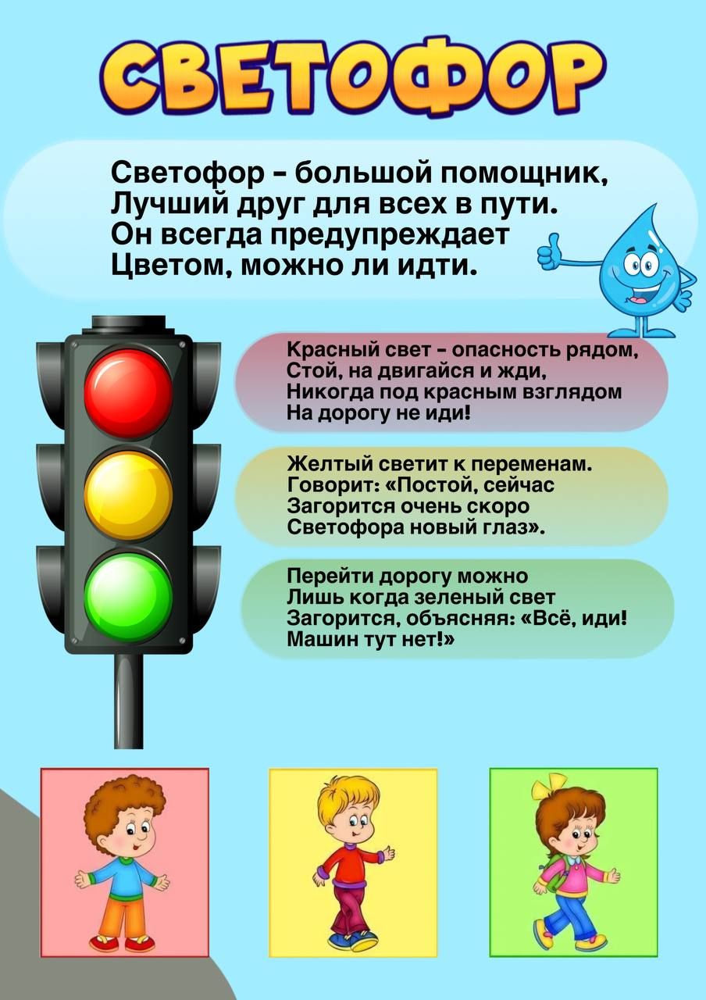 СВЕТОФОР
Светофор – большой помощник,
Лучший друг для всех в пути.
Он всегда предупреждает
Цветом, можно ли идти.
Красный свет – опасность рядом,
Стой, на двигайся и жди,
Никогда под красным взглядом
На дорогу не иди!
Желтый светит к переменам.
Говорит: «Постой, сейчас
Загорится очень скоро
Светофора новый глаз».
Перейти дорогу можно
Лишь когда зеленый свет
Загорится, объясняя: «Всё, иди!
Машин тут нет!»